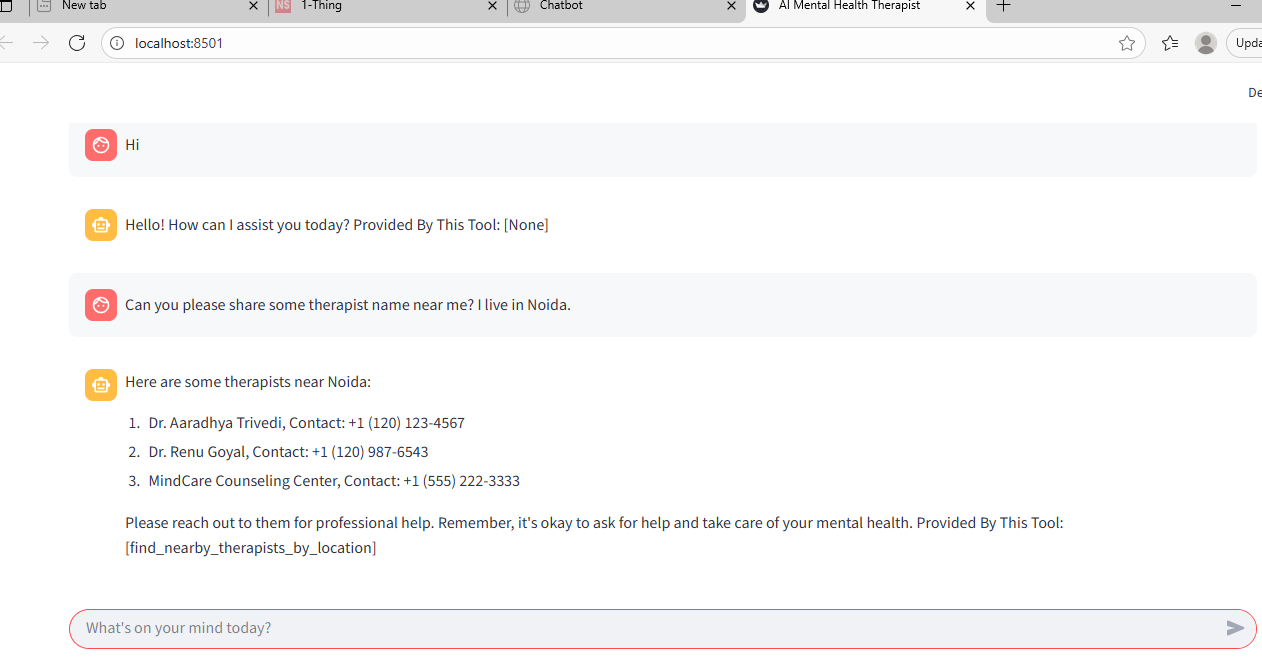 New tab
NS 1-Thing
Chatbot
AI Mental Health Therapist
localhost:8501
Upda
De
Hi
Hello! How can I assist you today? Provided By This Tool: [None]
Can you please share some therapist name near me? I live in Noida.
Here are some therapists near Noida:
1. Dr. Aaradhya Trivedi, Contact: +1 (120) 123-4567
2. Dr. Renu Goyal, Contact: +1 (120) 987-6543
3. MindCare Counseling Center, Contact: +1 (555) 222-3333
Please reach out to them for professional help. Remember, it's okay to ask for help and take care of your mental health. Provided By This Tool:
[find_nearby_therapists_by_location]
What's on your mind today?